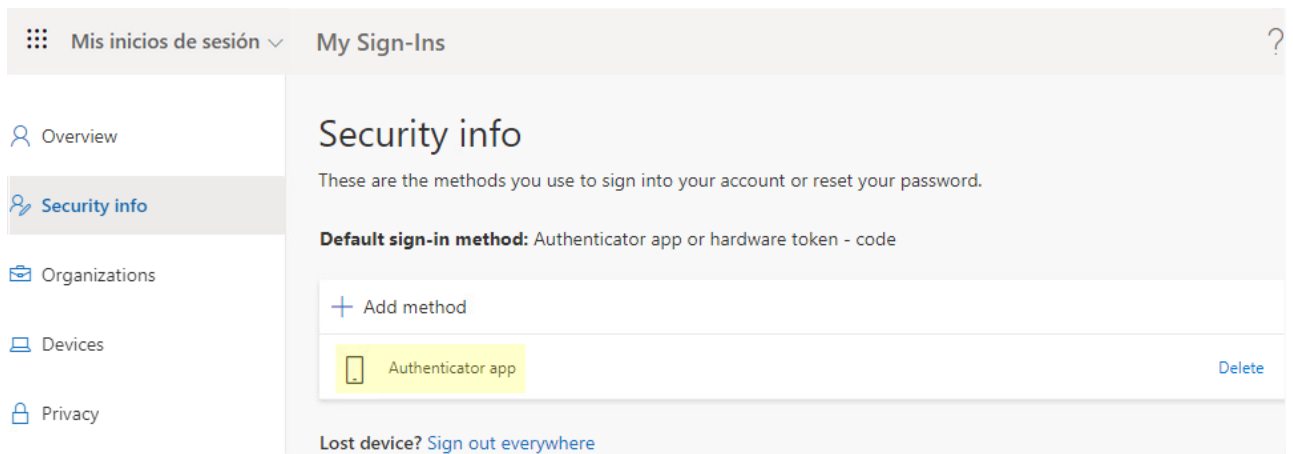 Mis inicios de sesión My Sign-Ins ?
Overview
Security info
Organizations
Devices
Privacy
Security info
These are the methods you use to sign into your account or reset your password.
Default sign-in method: Authenticator app or hardware token - code
Add method
Authenticator app Delete
Lost device? Sign out everywhere